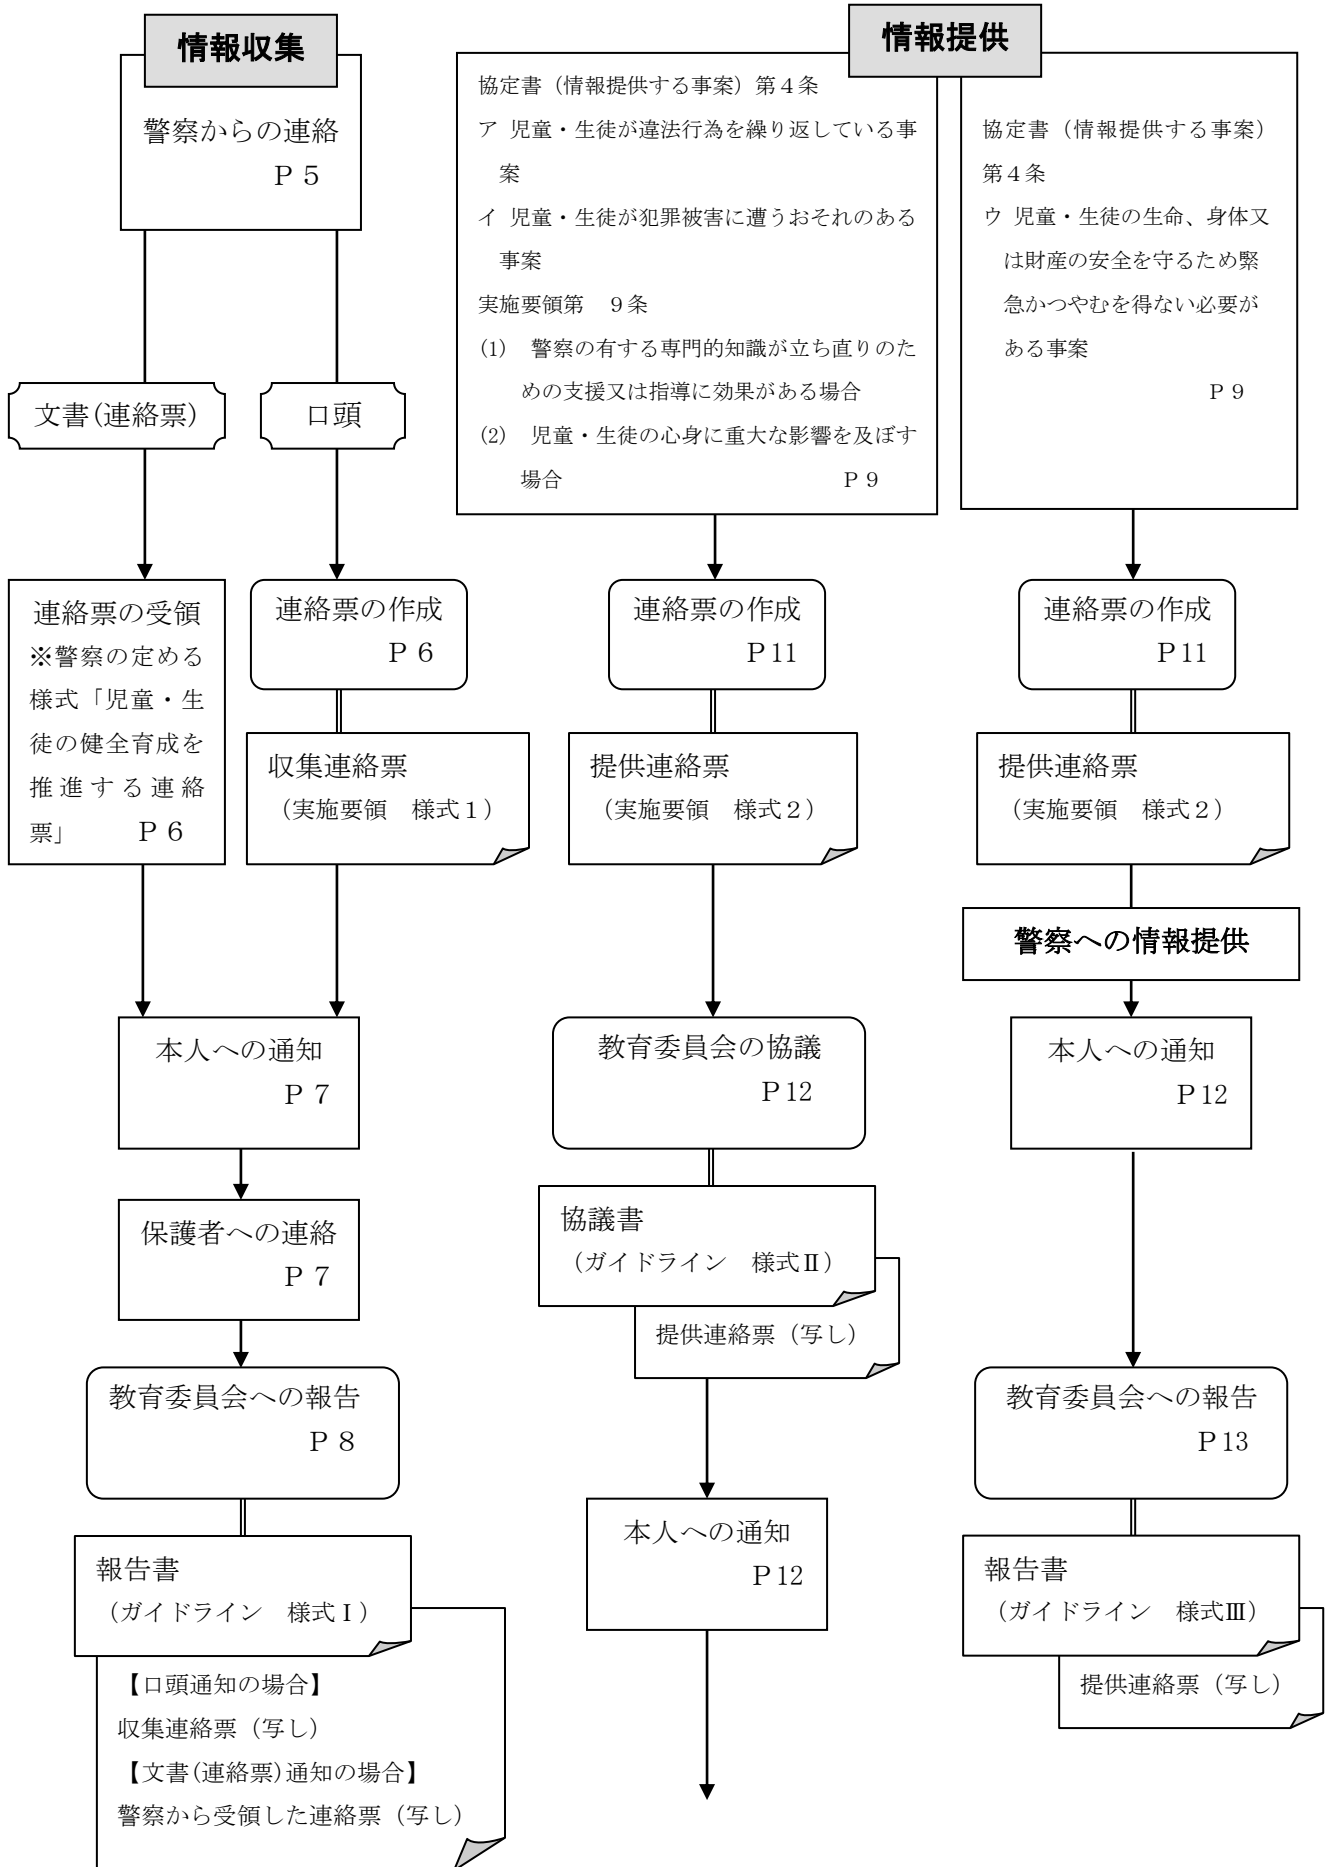 情報収集
警察からの連絡
Ｐ５
文書(連絡票)
口頭
連絡票の受領
※警察の定める
様式「児童・生
徒の健全育成を
推進する連絡
票」　　Ｐ６
連絡票の作成
Ｐ６
収集連絡票
（実施要領　様式１）
本人への通知
Ｐ７
保護者への連絡
Ｐ７
教育委員会への報告
Ｐ８
報告書
（ガイドライン　様式Ⅰ）
【口頭通知の場合】
収集連絡票（写し）
【文書(連絡票)通知の場合】
警察から受領した連絡票（写し）
情報提供
協定書（情報提供する事案）第４条
ア 児童・生徒が違法行為を繰り返している事
案
イ 児童・生徒が犯罪被害に遭うおそれのある
事案
実施要領第　９条
(1)　警察の有する専門的知識が立ち直りのた
めの支援又は指導に効果がある場合
(2)　児童・生徒の心身に重大な影響を及ぼす
場合　　Ｐ９
連絡票の作成
Ｐ11
提供連絡票
（実施要領　様式２）
教育委員会の協議
Ｐ12
協議書
（ガイドライン　様式Ⅱ）
提供連絡票（写し）
本人への通知
Ｐ12
協定書（情報提供する事案）
第４条
ウ 児童・生徒の生命、身体又
は財産の安全を守るため緊
急かつやむを得ない必要が
ある事案
Ｐ９
連絡票の作成
Ｐ11
提供連絡票
（実施要領　様式２）
警察への情報提供
本人への通知
Ｐ12
教育委員会への報告
Ｐ13
報告書
（ガイドライン　様式Ⅲ）
提供連絡票（写し）